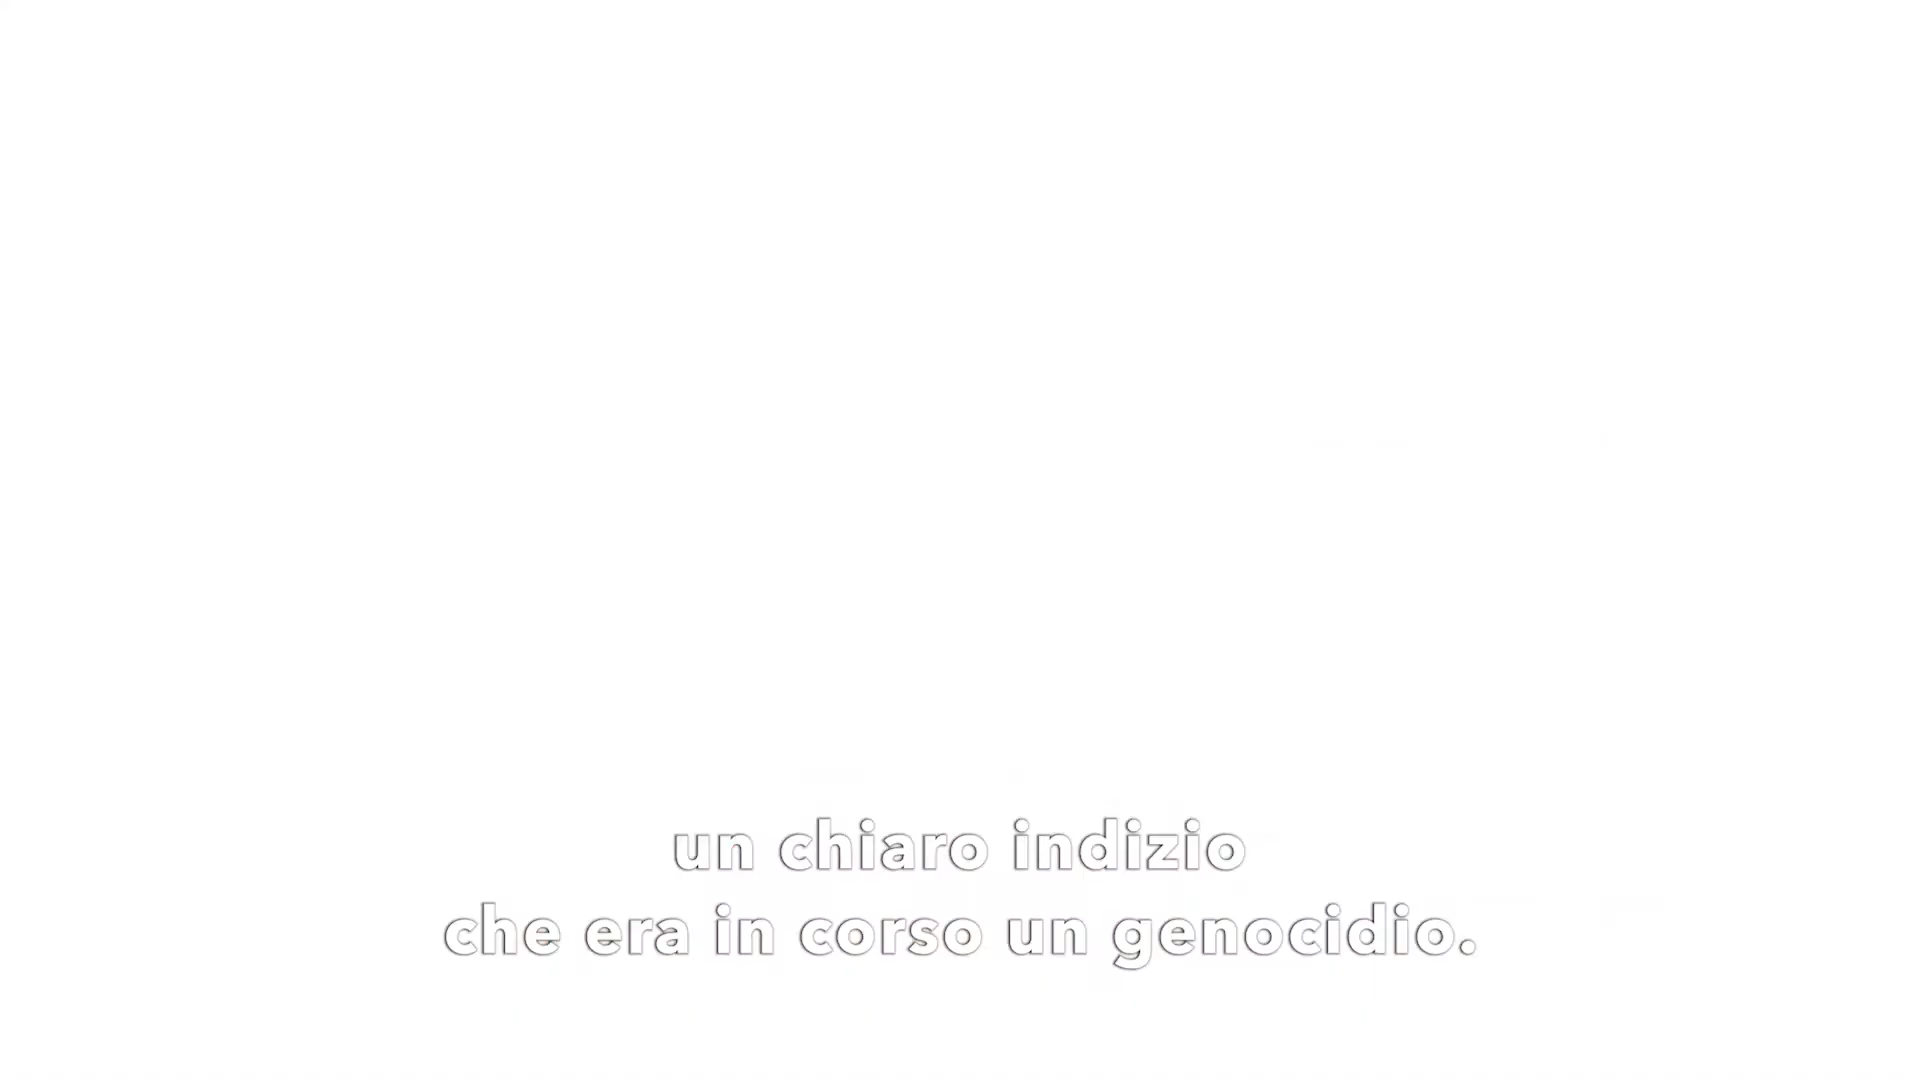 un chiaro indizio
che era in corso un genocidio.